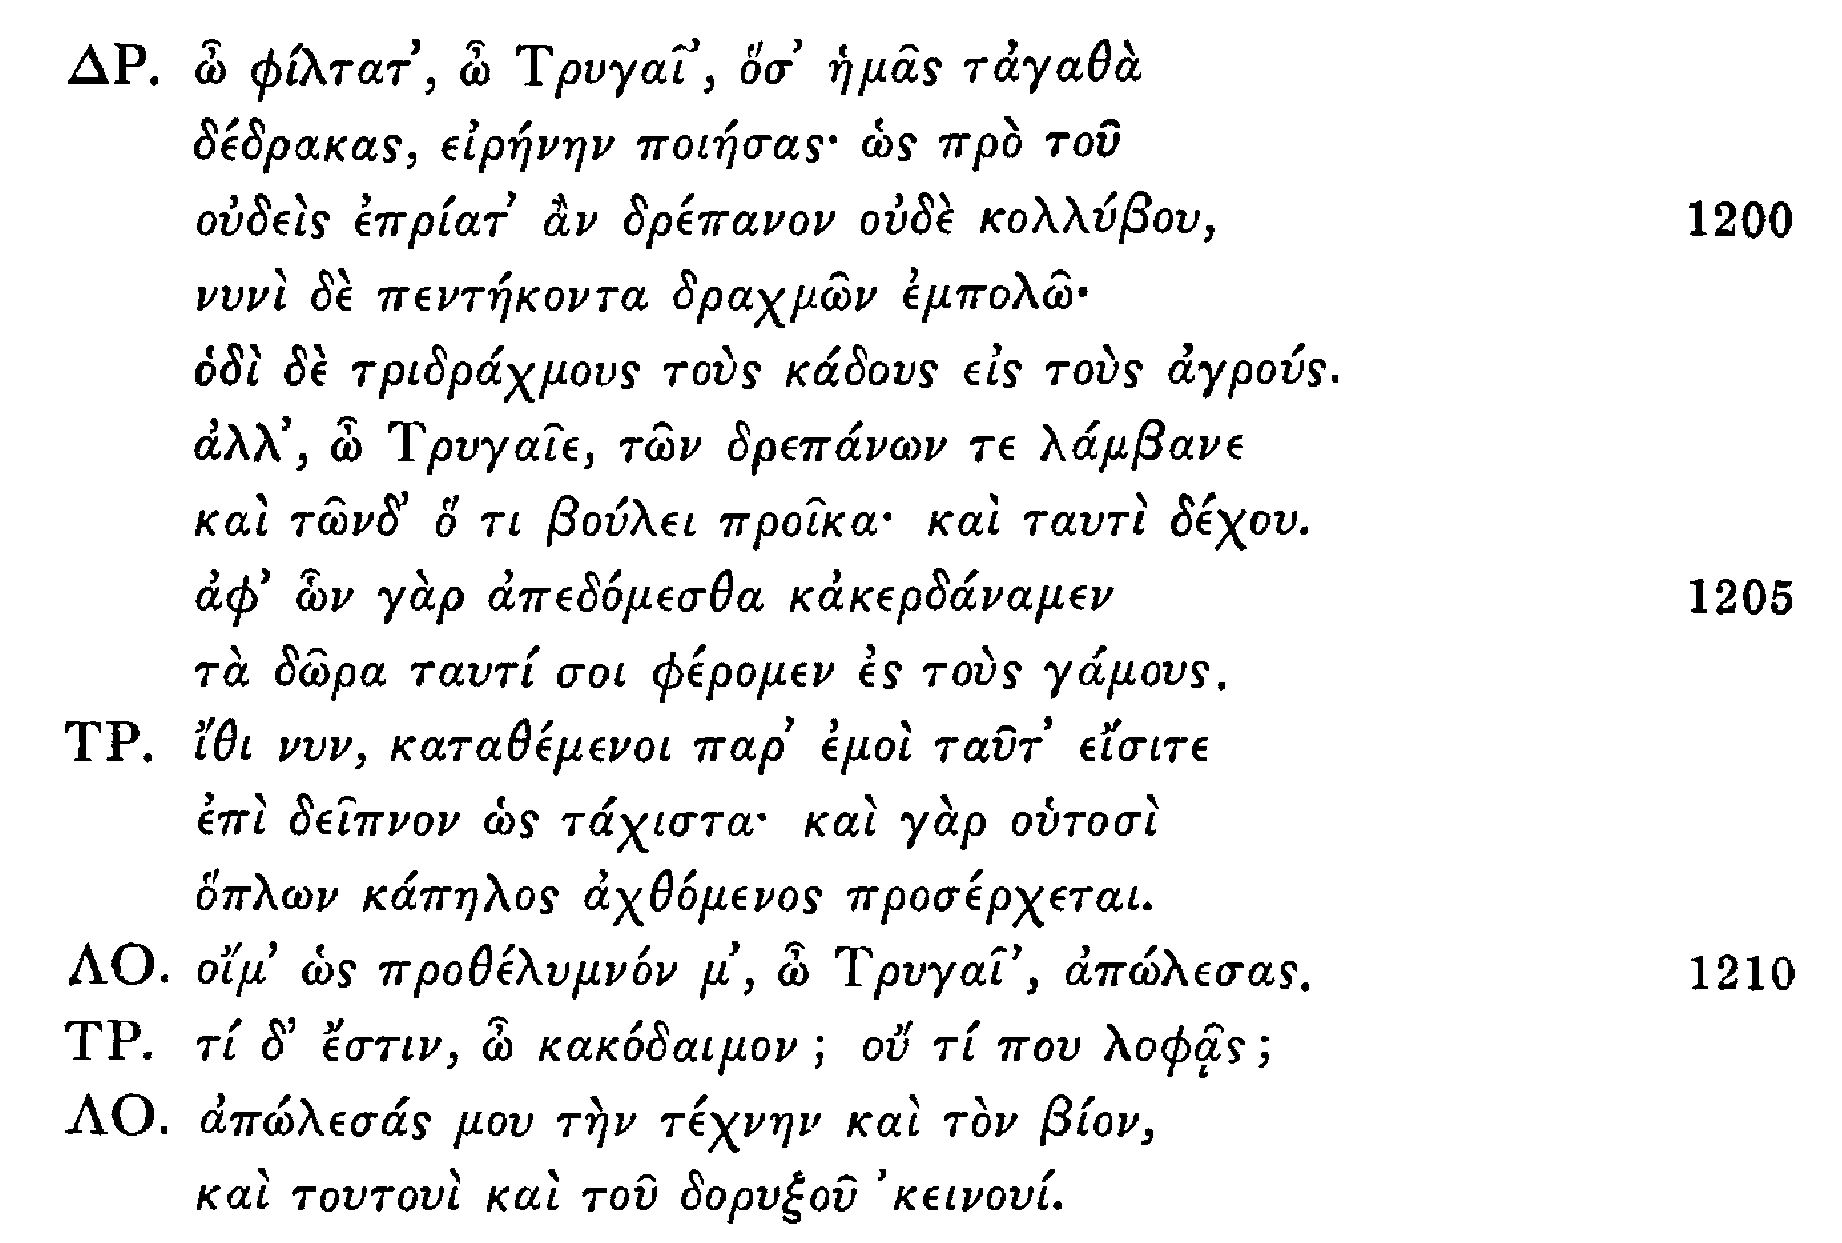 ΔΡ. ὦ φίλτατ’, ὦ Τρυγαῖ’, ὅσ’ ἡμᾶς τἀγαθὰ
δέδρακας, εἰρήνην ποιήσας· ὡς πρὸ τοῦ
οὐδεὶς ἐπρίατ’ ἂν δρέπανον οὐδὲ κολλύβου, 1200
νυνὶ δὲ πεντήκοντα δραχμῶν ἐμπολῶ·
ὁδὶ δὲ τριδράχμους τοὺς κάδους εἰς τοὺς ἀγρούς.
ἀλλ’, ὦ Τρυγαῖε, τῶν δρεπάνων τε λάμβανε
καὶ τῶνδ’ ὅ τι βούλει προῖκα· καὶ ταυτὶ δέχου.
ἀφ’ ὧν γὰρ ἀπεδόμεσθα κἀκερδάναμεν 1205
τὰ δῶρα ταυτί σοι φέρομεν ἐς τοὺς γάμους.
ΤΡ. ἴθι νυν, καταθέμενοι παρ’ ἐμοὶ ταῦτ’ εἴσιτε
ἐπὶ δεῖπνον ὡς τάχιστα· καὶ γὰρ οὑτοσὶ
ὅπλων κάπηλος ἀχθόμενος προσέρχεται.
ΛΟ. οἴμ’ ὡς προθέλυμνόν μ’, ὦ Τρυγαῖ’, ἀπώλεσας. 1210
ΤΡ. τί δ’ ἔστιν, ὦ κακόδαιμον; οὔ τί που λοφᾷς;
ΛΟ. ἀπώλεσάς μου τὴν τέχνην καὶ τὸν βίον,
καὶ τουτουὶ καὶ τοῦ δορυξοῦ ’κεινουί.